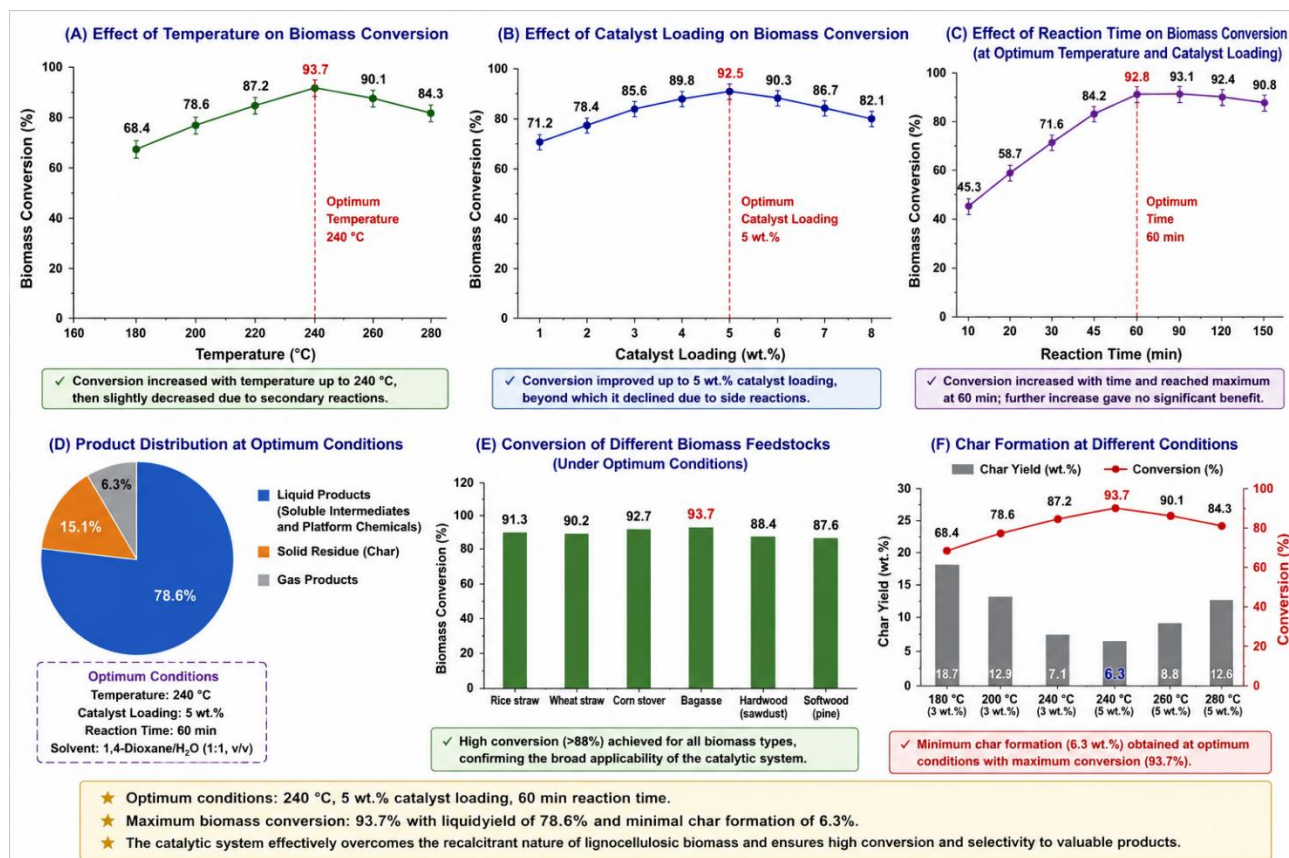 (A) Effect of Temperature on Biomass Conversion
Biomass Conversion (%)
100
80
60
40
20
0
68.4
78.6
87.2
93.7
90.1
84.3
Optimum
Temperature
240 °C
160
180
200
220
240
260
280
Temperature (°C)
✓ Conversion increased with temperature up to 240 °C,
then slightly decreased due to secondary reactions.
(B) Effect of Catalyst Loading on Biomass Conversion
Biomass Conversion (%)
100
80
60
40
20
0
71.2
78.4
85.6
89.8
92.5
90.3
86.7
82.1
Optimum
Catalyst Loading
5 wt.%
1
2
3
4
5
6
7
8
Catalyst Loading (wt.%)
✓ Conversion improved up to 5 wt.% catalyst loading,
beyond which it declined due to side reactions.
(C) Effect of Reaction Time on Biomass Conversion
(at Optimum Temperature and Catalyst Loading)
Biomass Conversion (%)
100
80
60
40
20
0
45.3
58.7
71.6
84.2
92.8
93.1
92.4
90.8
Optimum
Time
60 min
10
20
30
45
60
90
120
150
Reaction Time (min)
✓ Conversion increased with time and reached maximum
at 60 min; further increase gave no significant benefit.
(D) Product Distribution at Optimum Conditions
6.3%
15.1%
78.6%
Liquid Products
(Soluble Intermediates
and Platform Chemicals)
Solid Residue (Char)
Gas Products
Optimum Conditions
Temperature: 240 °C
Catalyst Loading: 5 wt.%
Reaction Time: 60 min
Solvent: 1,4-Dioxane/H₂O (1:1, v/v)
(E) Conversion of Different Biomass Feedstocks
(Under Optimum Conditions)
Biomass Conversion (%)
120
100
80
60
40
20
0
91.3
90.2
92.7
93.7
88.4
87.6
Rice straw
Wheat straw
Corn stover
Bagasse
Hardwood
(sawdust)
Softwood
(pine)
✓ High conversion (>88%) achieved for all biomass types,
confirming the broad applicability of the catalytic system.
(F) Char Formation at Different Conditions
Char Yield (wt.%)
Conversion (%)
Char Yield (wt.%)
30
25
20
15
10
5
0
68.4
78.6
87.2
93.7
90.1
84.3
18.7
12.9
7.1
6.3
8.8
12.6
100
80
60
40
20
0
Conversion (%)
180 °C
(3 wt.%)
200 °C
(3 wt.%)
240 °C
(3 wt.%)
240 °C
(5 wt.%)
260 °C
(5 wt.%)
280 °C
(5 wt.%)
✓ Minimum char formation (6.3 wt.%) obtained at optimum
conditions with maximum conversion (93.7%).
★ Optimum conditions: 240 °C, 5 wt.% catalyst loading, 60 min reaction time.
★ Maximum biomass conversion: 93.7% with liquidyield of 78.6% and minimal char formation of 6.3%.
★ The catalytic system effectively overcomes the recalcitrant nature of lignocellulosic biomass and ensures high conversion and selectivity to valuable products.